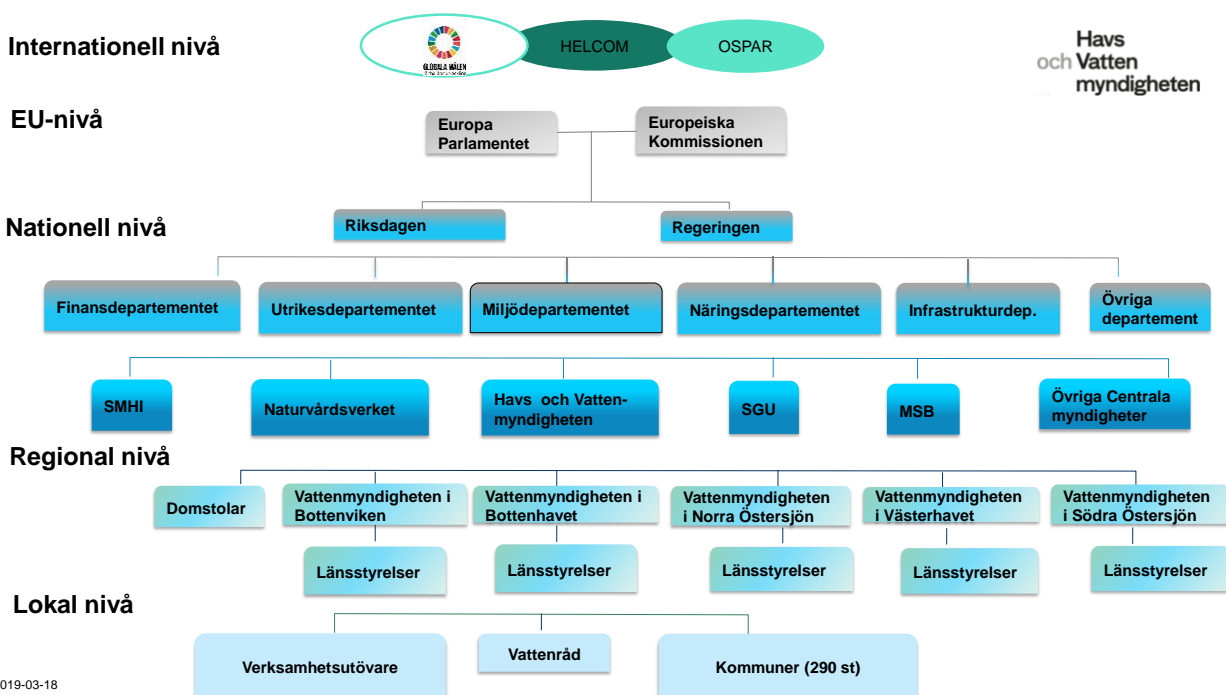 Internationell nivå
GLOBALA MÅLEN
HELCOM
OSPAR
Havs
och Vatten
myndigheten
EU-nivå
Europa
Parlamentet
Europeiska
Kommissionen
Nationell nivå
Riksdagen
Regeringen
Finansdepartementet
Utrikesdepartementet
Miljödepartementet
Näringsdepartementet
Infrastrukturdep.
Övriga
departement
SMHI
Naturvårdsverket
Havs och Vatten-
myndigheten
SGU
MSB
Övriga Centrala
myndigheter
Regional nivå
Domstolar
Vattenmyndigheten i
Bottenviken
Vattenmyndigheten i
Bottenhavet
Vattenmyndigheten
i Norra Östersjön
Vattenmyndigheten
i Västerhavet
Vattenmyndigheten
i Södra Östersjön
Länsstyrelser
Länsstyrelser
Länsstyrelser
Länsstyrelser
Länsstyrelser
Lokal nivå
Verksamhetsutövare
Vattenråd
Kommuner (290 st)
019-03-18